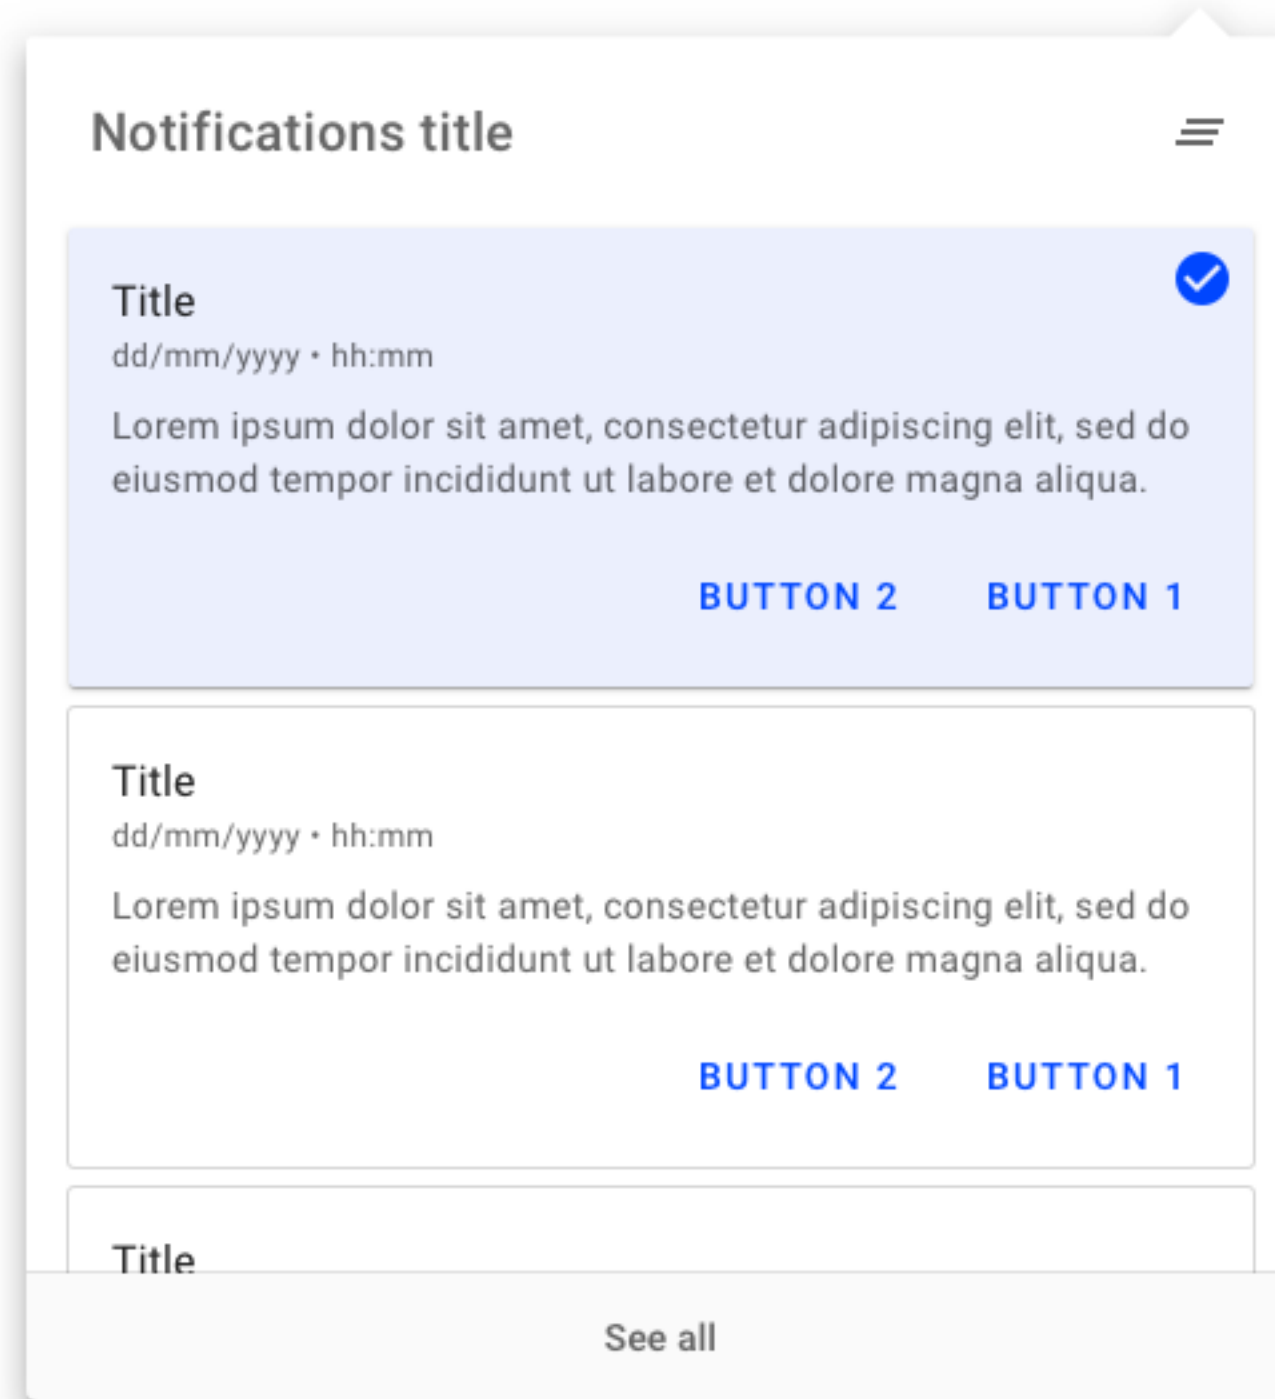 Notifications title
Title
dd/mm/yyyy • hh:mm
Lorem ipsum dolor sit amet, consectetur adipiscing elit, sed do
eiusmod tempor incididunt ut labore et dolore magna aliqua.
BUTTON 2 BUTTON 1
Title
dd/mm/yyyy • hh:mm
Lorem ipsum dolor sit amet, consectetur adipiscing elit, sed do
eiusmod tempor incididunt ut labore et dolore magna aliqua.
BUTTON 2 BUTTON 1
Title
See all